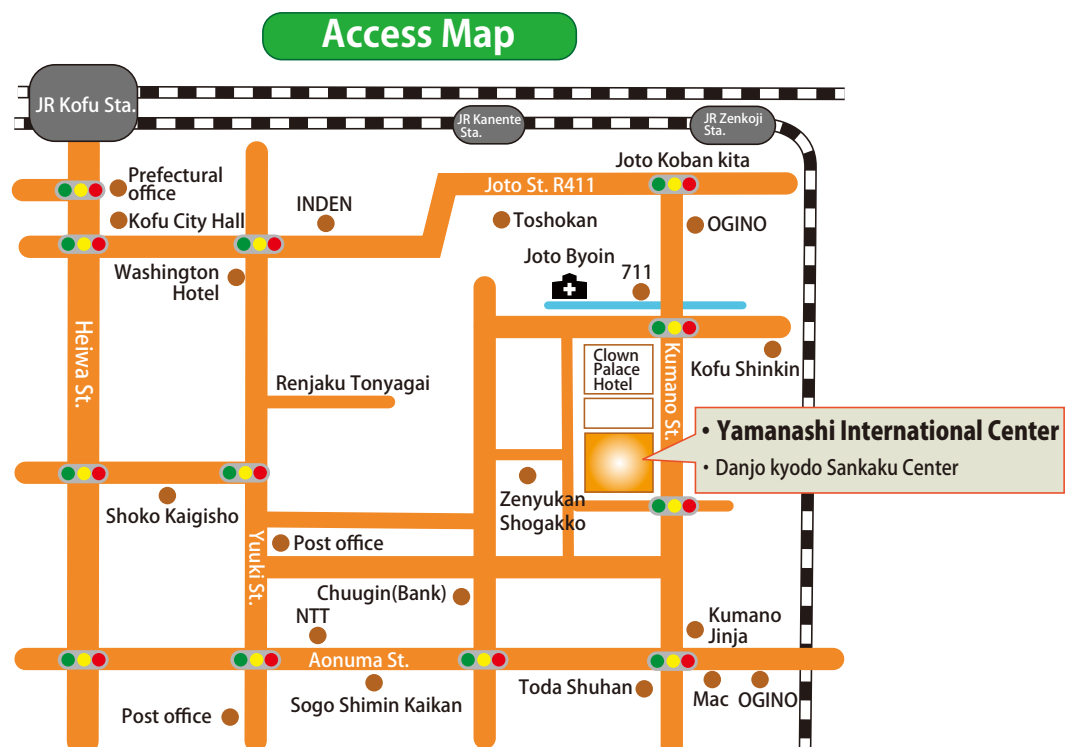 Access Map
JR Kofu Sta.
JR Kanente
Sta.
JR Zenkoji
Sta.
Joto Koban kita
Prefectural
office
Joto St. R411
INDEN
Kofu City Hall
Toshokan
OGINO
Joto Byoin
711
Washington
Hotel
Heiwa St.
Clown
Palace
Hotel
Kumano St.
Kofu Shinkin
Renjaku Tonyagai
・Yamanashi International Center
・Danjo kyodo Sankaku Center
Shoko Kaigisho
Zenyukan
Shogakko
Yuuki St.
Post office
Chuugin(Bank)
NTT
Kumano
Jinja
Aonuma St.
Sogo Shimin Kaikan
Toda Shuhan
Mac
OGINO
Post office